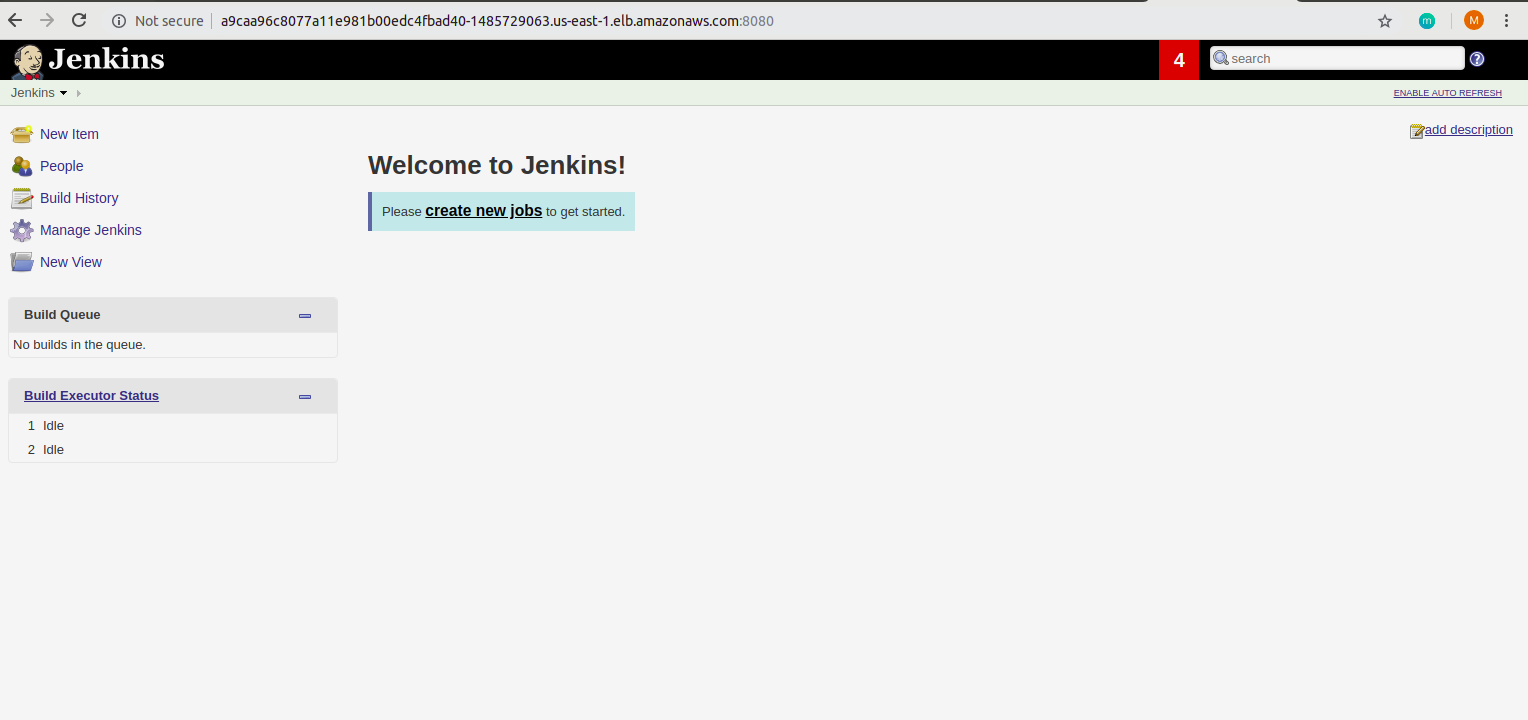 Not secure a9caa96c8077a11e981b00edc4fbad40-1485729063.us-east-1.elb.amazonaws.com:8080 m M
Jenkins 4 search ?
Jenkins ENABLE AUTO REFRESH
add description
New Item
People
Build History
Manage Jenkins
New View
Welcome to Jenkins!
Please create new jobs to get started.
Build Queue
No builds in the queue.
Build Executor Status
1 Idle
2 Idle